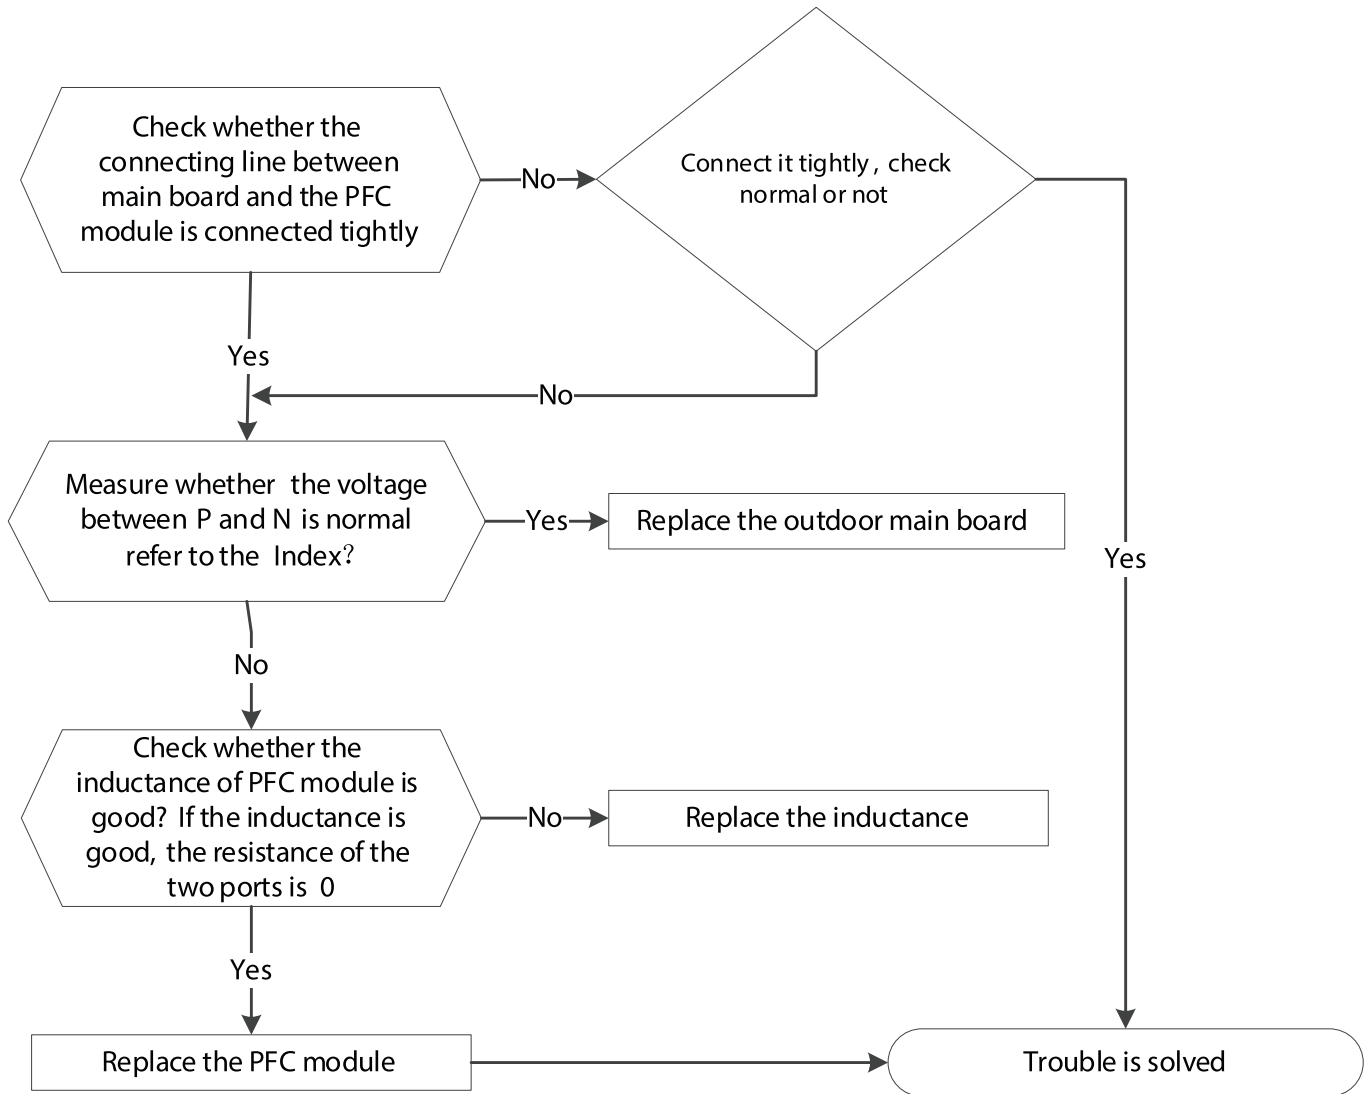 Check whether the
connecting line between
main board and the PFC
module is connected tightly
No
Connect it tightly, check
normal or not
Yes
No
Measure whether the voltage
between P and N is normal
refer to the Index?
Yes
Replace the outdoor main board
Yes
No
Check whether the
inductance of PFC module is
good? If the inductance is
good, the resistance of the
two ports is 0
No
Replace the inductance
Yes
Replace the PFC module
Trouble is solved